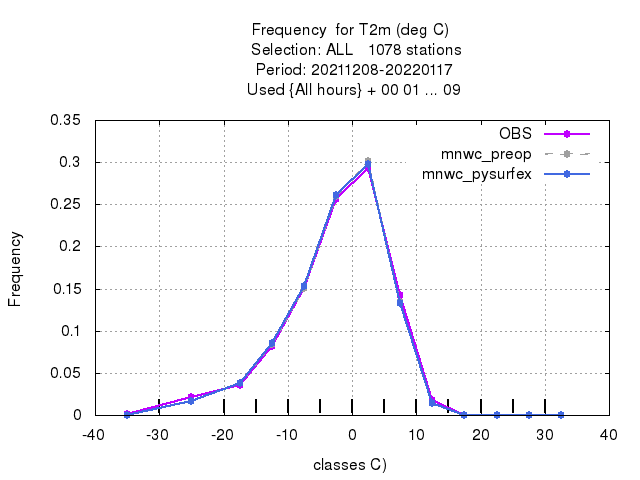 Frequency  for T2m (deg C)
Selection: ALL   1078 stations
Period: 20211208-20220117
Used {All hours} + 00 01 ... 09
0.35
0.3
0.25
0.2
0.15
0.1
0.05
0
Frequency
OBS
mnwc_preop
mnwc_pysurfex
-40 -30 -20 -10 0 10 20 30 40
classes C)